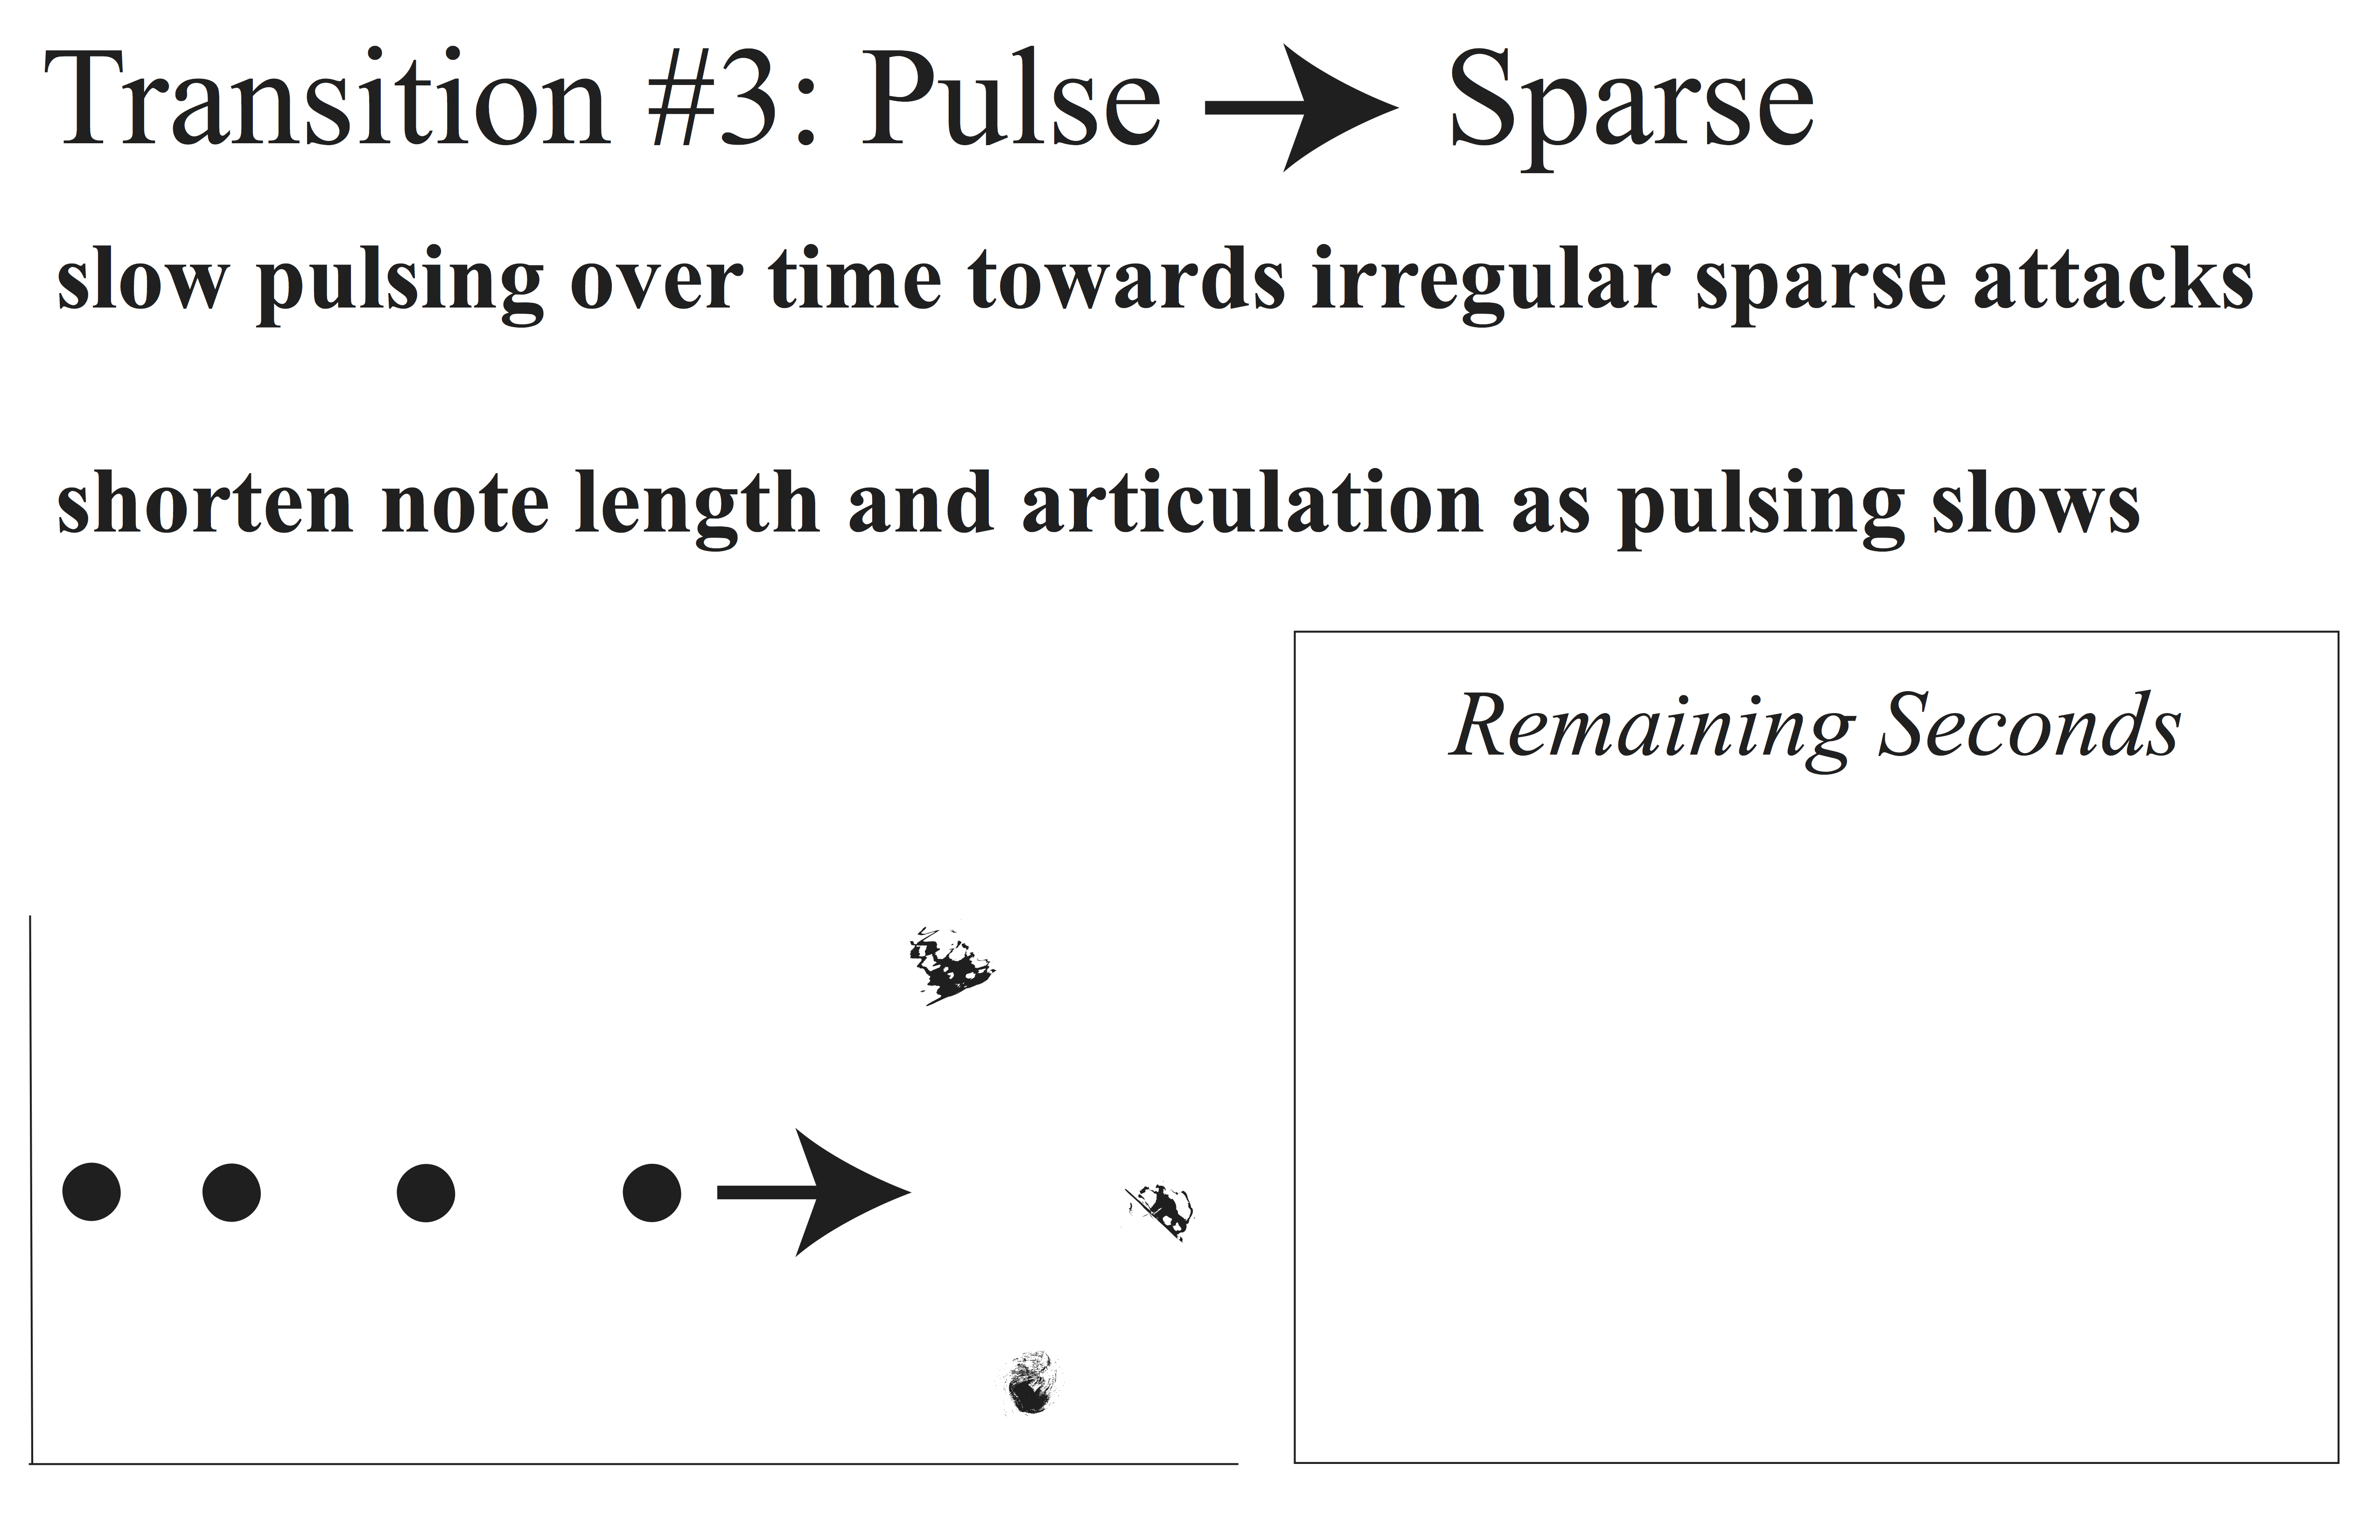 Transition #3: Pulse → Sparse
slow pulsing over time towards irregular sparse attacks
shorten note length and articulation as pulsing slows
Remaining Seconds